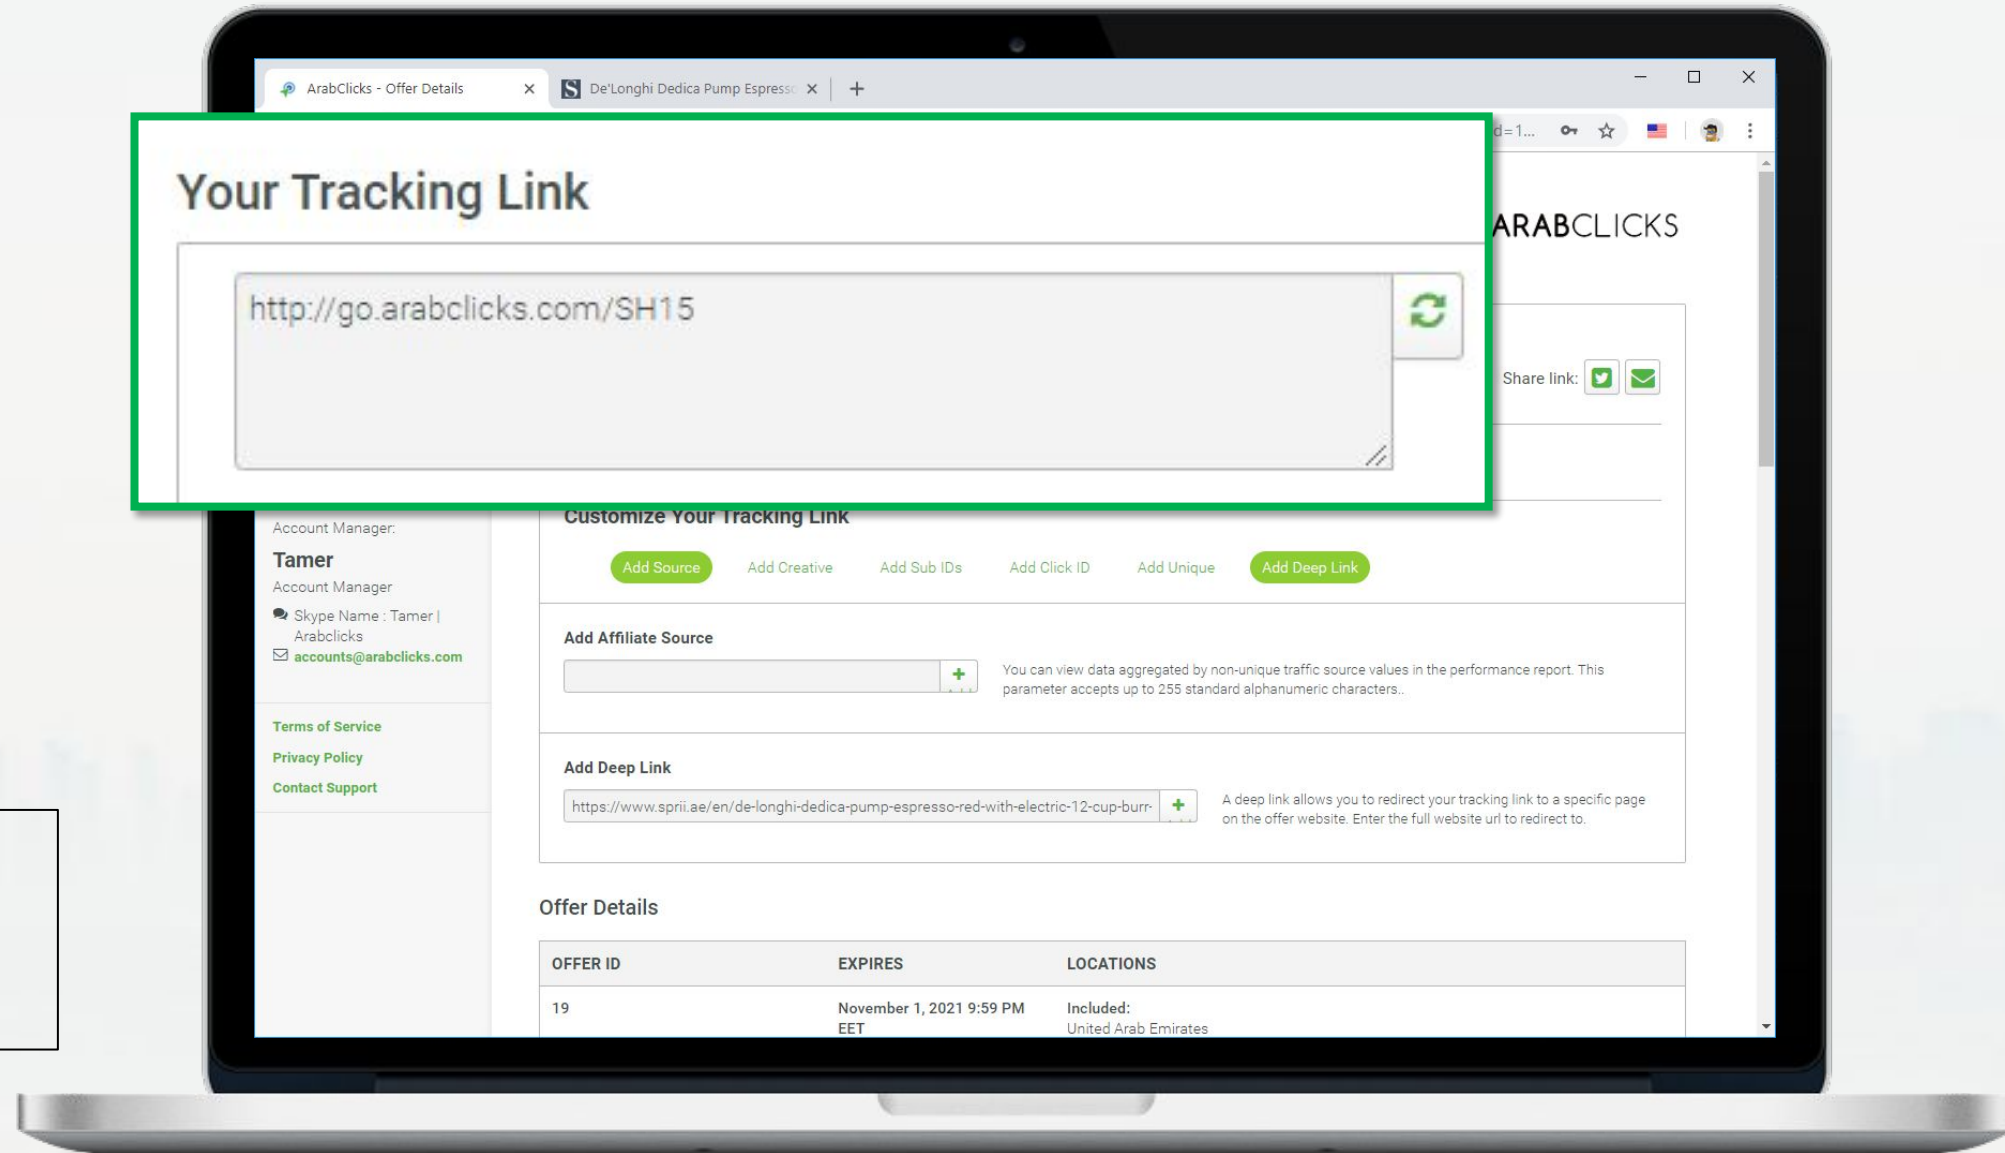 ArabClicks - Offer Details
De'Longhi Dedica Pump Espresso
d=1...
Your Tracking Link
http://go.arabclicks.com/SH15
ARABCLICKS
Share link:
Account Manager:
Tamer
Account Manager
Skype Name : Tamer |
Arabclicks
accounts@arabclicks.com
Terms of Service
Privacy Policy
Contact Support
Customize Your Tracking Link
Add Source
Add Creative
Add Sub IDs
Add Click ID
Add Unique
Add Deep Link
Add Affiliate Source
You can view data aggregated by non-unique traffic source values in the performance report. This
parameter accepts up to 255 standard alphanumeric characters..
Add Deep Link
https://www.sprii.ae/en/de-longhi-dedica-pump-espresso-red-with-electric-12-cup-burr-
A deep link allows you to redirect your tracking link to a specific page
on the offer website. Enter the full website url to redirect to.
Offer Details
OFFER ID
EXPIRES
LOCATIONS
19
November 1, 2021 9:59 PM
EET
Included:
United Arab Emirates